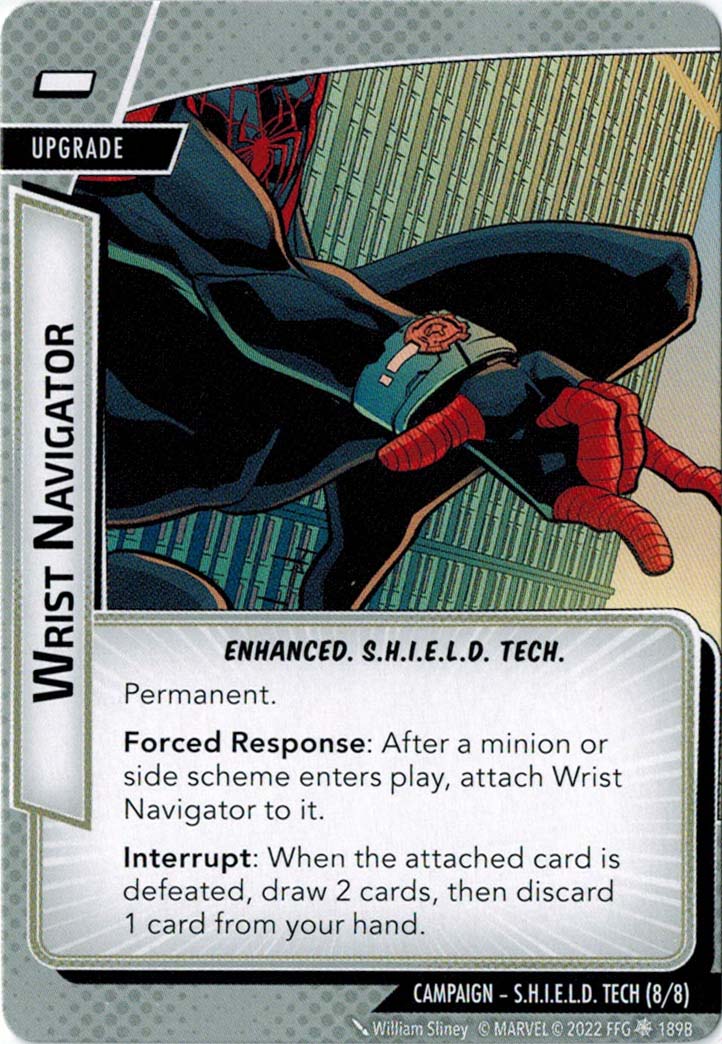 UPGRADE
WRIST NAVIGATOR
ENHANCED. S.H.I.E.L.D. TECH.
Permanent.
Forced Response: After a minion or
side scheme enters play, attach Wrist
Navigator to it.
Interrupt: When the attached card is
defeated, draw 2 cards, then discard
1 card from your hand.
CAMPAIGN – S.H.I.E.L.D. TECH (8/8)
William Sliney © MARVEL © 2022 FFG 189B